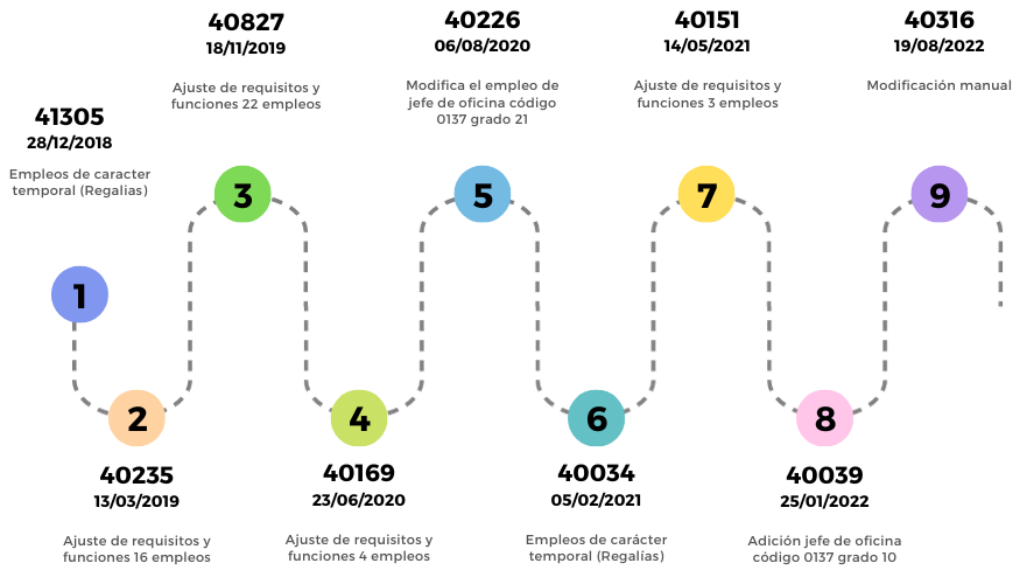 41305
28/12/2018
Empleos de caracter
temporal (Regalias)
1
2
40235
13/03/2019
Ajuste de requisitos y
funciones 16 empleos
40827
18/11/2019
Ajuste de requisitos y
funciones 22 empleos
3
4
40169
23/06/2020
Ajuste de requisitos y
funciones 4 empleos
40226
06/08/2020
Modifica el empleo de
jefe de oficina código
0137 grado 21
5
6
40034
05/02/2021
Empleos de carácter
temporal (Regalías)
40151
14/05/2021
Ajuste de requisitos y
funciones 3 empleos
7
8
40039
25/01/2022
Adición jefe de oficina
código 0137 grado 10
40316
19/08/2022
Modificación manual
9